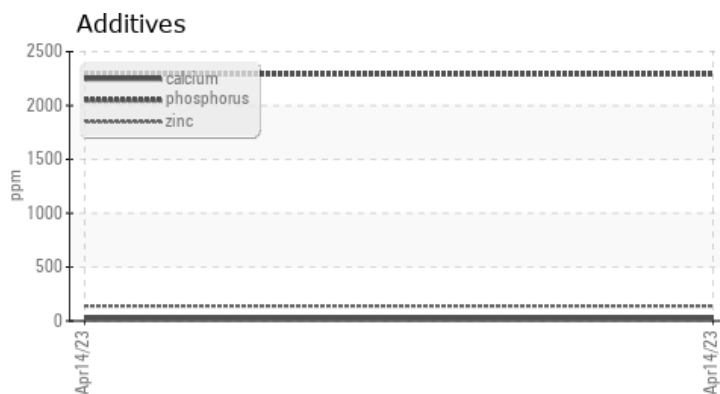 Additives
2500
2000
1500
1000
500
0
ppm
calcium
phosphorus
zinc
Apr14/23
Apr14/23